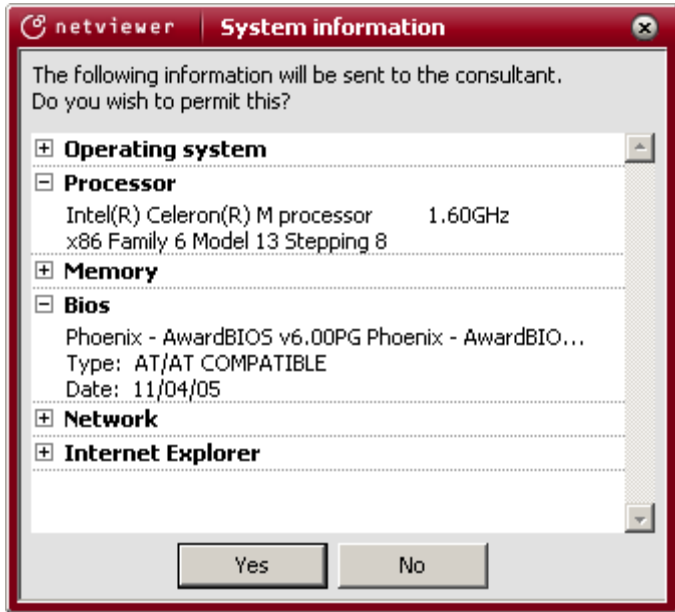 netviewer System information
The following information will be sent to the consultant.
Do you wish to permit this?
Operating system
Processor
Intel(R) Celeron(R) M processor 1.60GHz
x86 Family 6 Model 13 Stepping 8
Memory
Bios
Phoenix - AwardBIOS v6.00PG Phoenix - AwardBIO...
Type: AT/AT COMPATIBLE
Date: 11/04/05
Network
Internet Explorer
Yes No